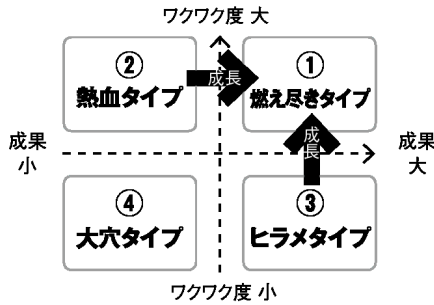 ワクワク度 大
②
熱血タイプ
成長
①
燃え尽きタイプ
成果
小
成長
成果
大
④
大穴タイプ
③
ヒラメタイプ
ワクワク度 小